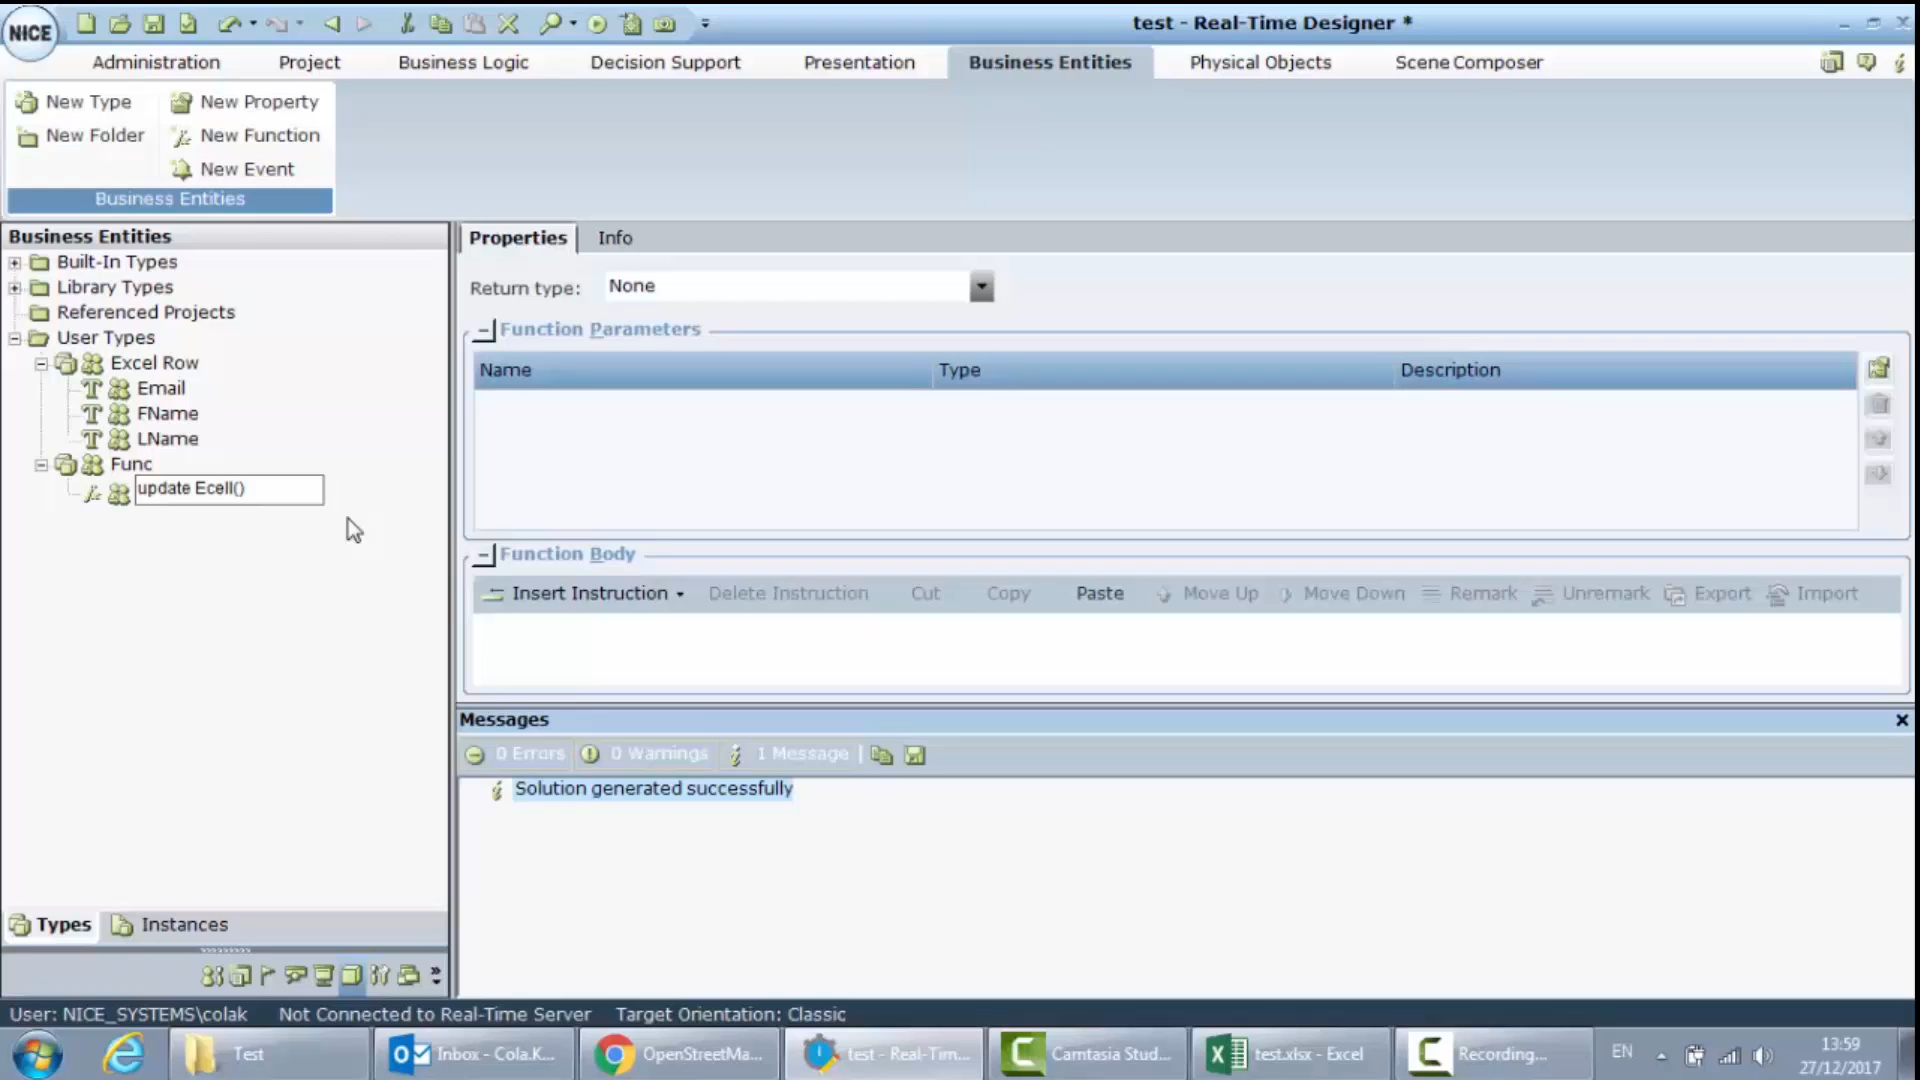 NICE
test - Real-Time Designer *
Administration Project Business Logic Decision Support Presentation Business Entities Physical Objects Scene Composer
New Type New Property
New Folder New Function
New Event
Business Entities
Business Entities
Built-In Types
Library Types
Referenced Projects
User Types
Excel Row
Email
FName
LName
Func
update Ecell()
Types Instances
Properties Info
Return type: None
Function Parameters
Name Type Description
Function Body
Insert Instruction Delete Instruction Cut Copy Paste Move Up Move Down Remark Unremark Export Import
Messages
0 Errors 0 Warnings 1 Message
Solution generated successfully
User: NICE_SYSTEMS\colak Not Connected to Real-Time Server Target Orientation: Classic
Test Inbox - Cola.K... OpenStreetMa... test - Real-Tim... Camtasia Stud... test.xlsx - Excel Recording... EN 13:59
27/12/2017